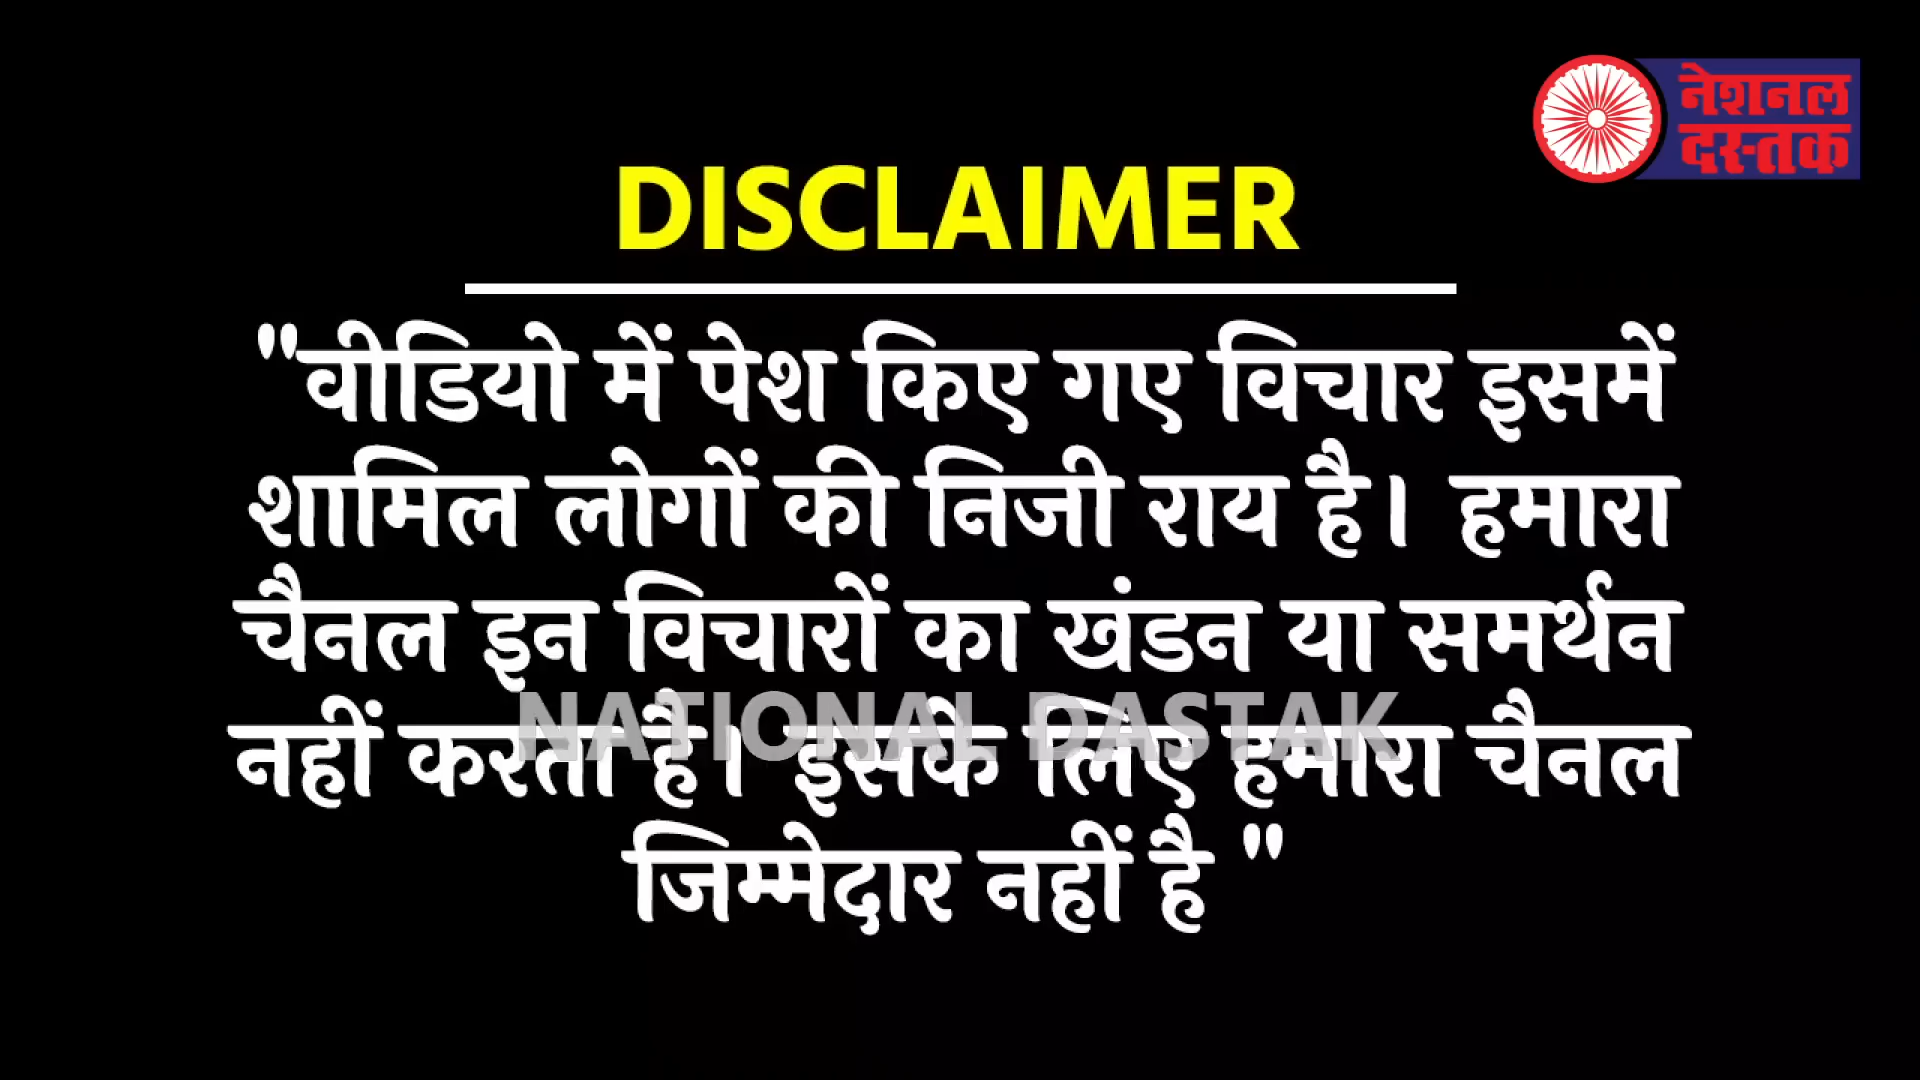 नेशनल
दस्तक
DISCLAIMER
"वीडियो में पेश किए गए विचार इसमें
शामिल लोगों की निजी राय है। हमारा
चैनल इन विचारों का खंडन या समर्थन
नहीं करता है। इसके लिए हमारा चैनल
NATIONAL DASTAK
जिम्मेदार नहीं है "